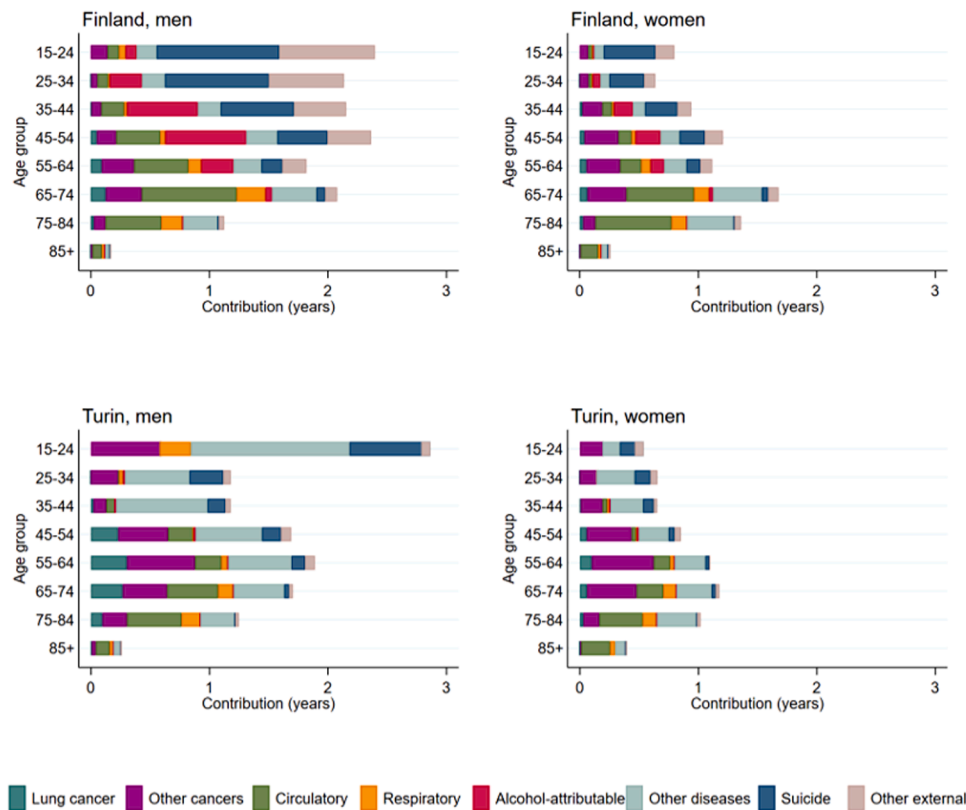 Finland, men
Finland, women
Age group
15-24
25-34
35-44
45-54
55-64
65-74
75-84
85+
0 1 2 3
Contribution (years)
Age group
15-24
25-34
35-44
45-54
55-64
65-74
75-84
85+
0 1 2 3
Contribution (years)
Turin, men
Turin, women
Age group
15-24
25-34
35-44
45-54
55-64
65-74
75-84
85+
0 1 2 3
Contribution (years)
Age group
15-24
25-34
35-44
45-54
55-64
65-74
75-84
85+
0 1 2 3
Contribution (years)
Lung cancer Other cancers Circulatory Respiratory Alcohol-attributable Other diseases Suicide Other external